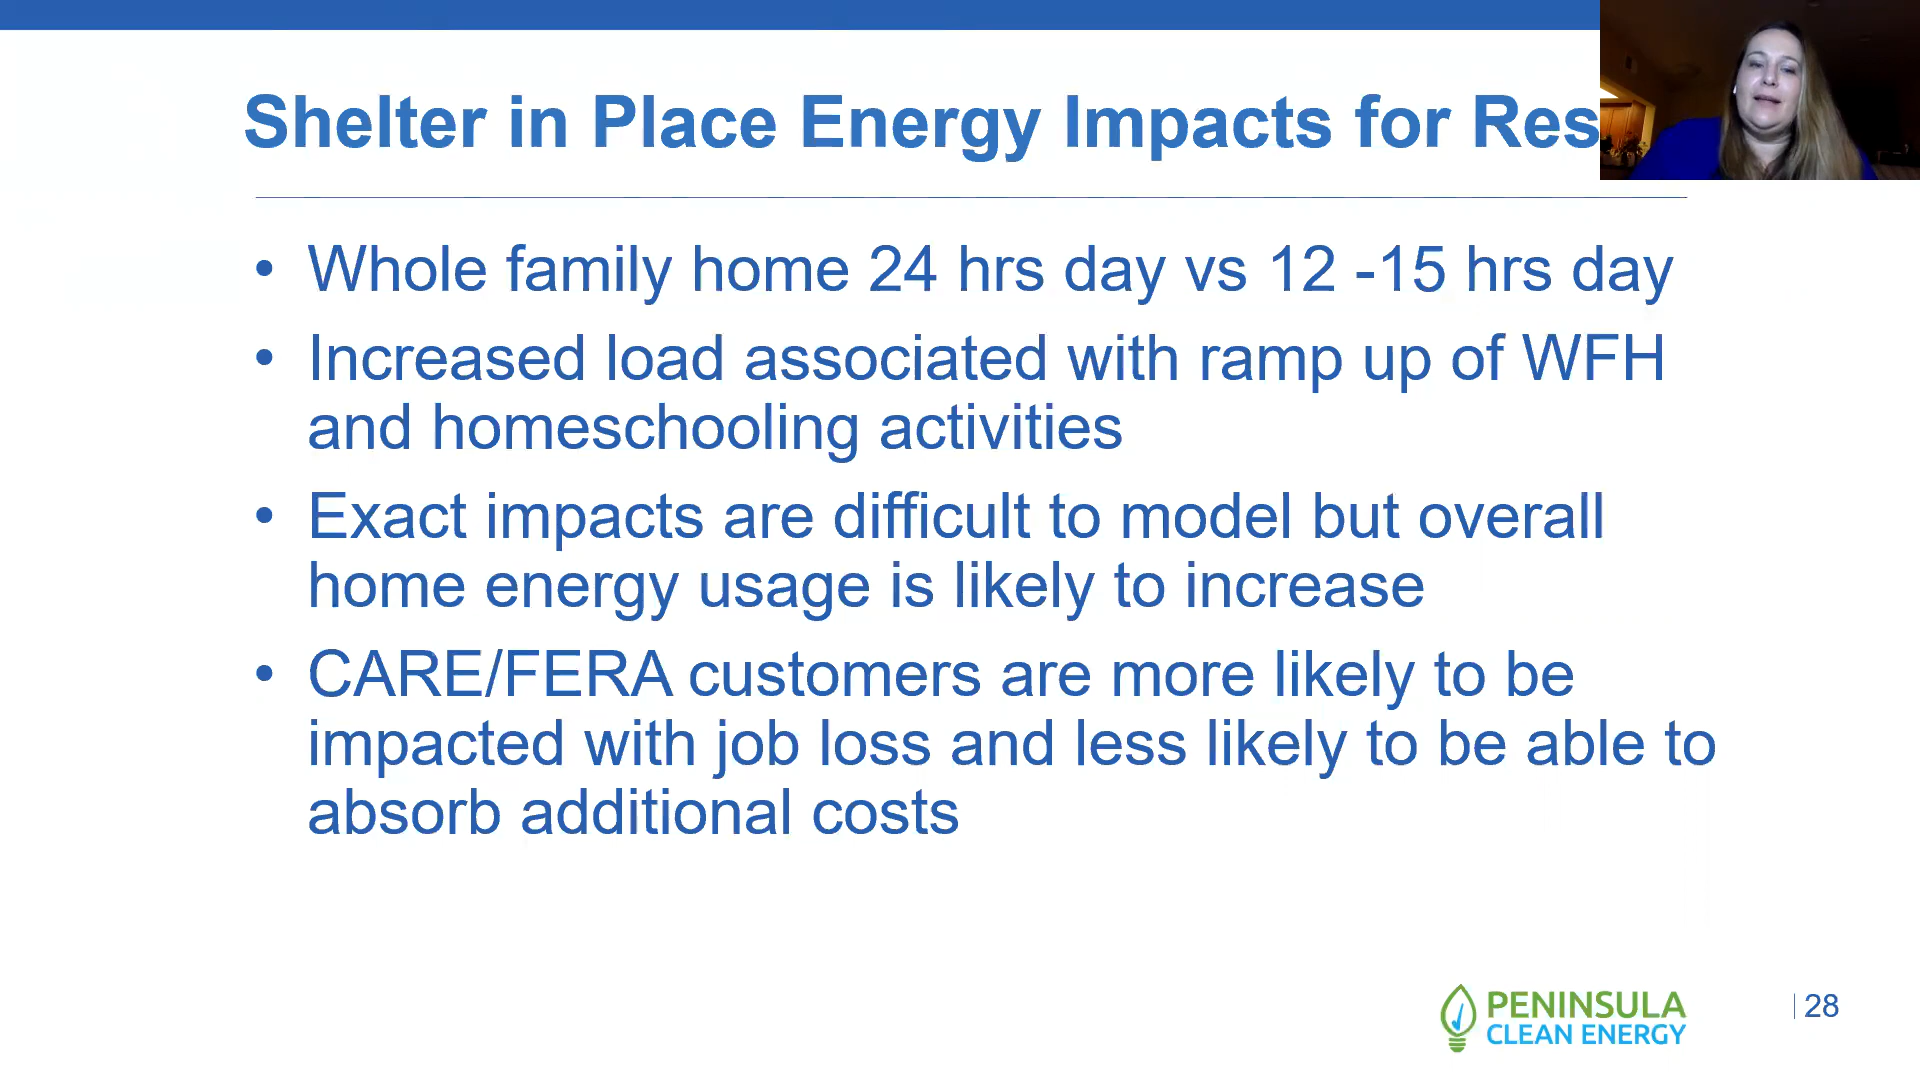 Shelter in Place Energy Impacts for Res
• Whole family home 24 hrs day vs 12 -15 hrs day
• Increased load associated with ramp up of WFH
and homeschooling activities
• Exact impacts are difficult to model but overall
home energy usage is likely to increase
• CARE/FERA customers are more likely to be
impacted with job loss and less likely to be able to
absorb additional costs
PENINSULA
CLEAN ENERGY
28